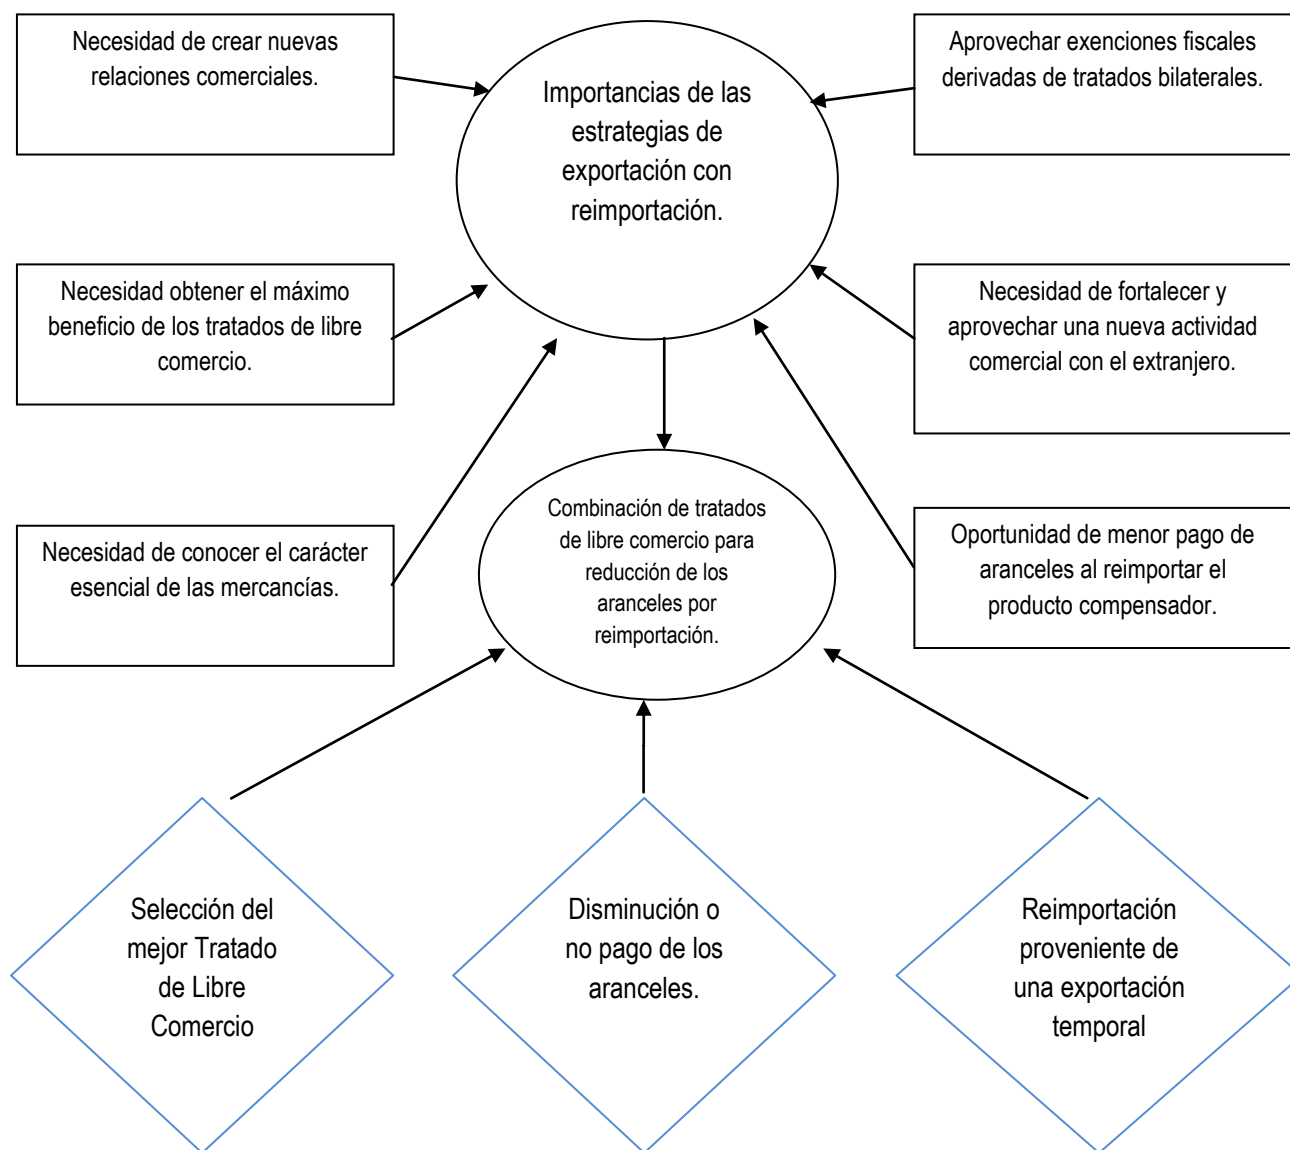 Necesidad de crear nuevas
relaciones comerciales.
Importancias de las
estrategias de
exportación con
reimportación.
Aprovechar exenciones fiscales
derivadas de tratados bilaterales.
Necesidad obtener el máximo
beneficio de los tratados de libre
comercio.
Necesidad de fortalecer y
aprovechar una nueva actividad
comercial con el extranjero.
Necesidad de conocer el carácter
esencial de las mercancías.
Combinación de tratados
de libre comercio para
reducción de los
aranceles por
reimportación.
Oportunidad de menor pago de
aranceles al reimportar el
producto compensador.
Selección del
mejor Tratado
de Libre
Comercio
Disminución o
no pago de los
aranceles.
Reimportación
proveniente de
una exportación
temporal